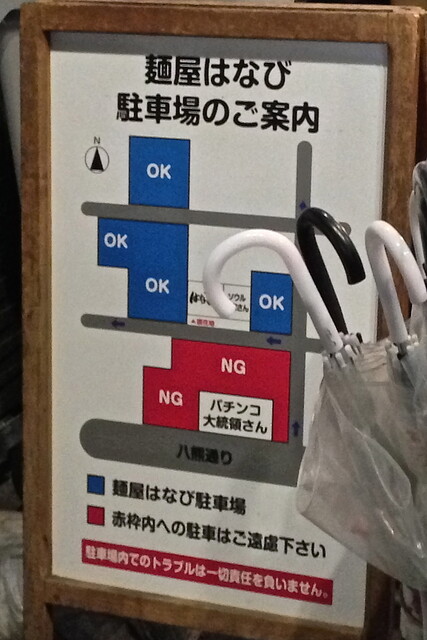 麺屋はなび
駐車場のご案内
N
OK
OK
OK
OK
▲現在地
NG
NG
パチンコ
大統領さん
八熊通り
麺屋はなび駐車場
赤枠内への駐車はご遠慮下さい
駐車場内でのトラブルは一切責任を負いません。